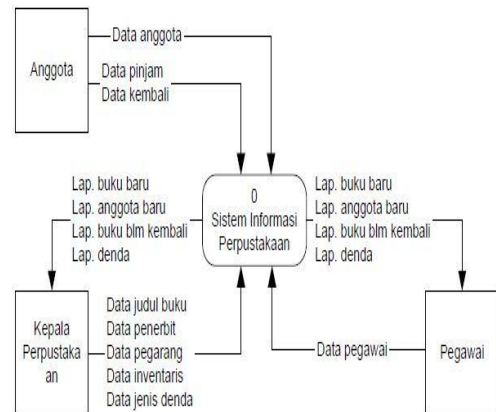 Data anggota
Anggota
Data pinjam
Data kembali
Lap. buku baru
Lap. anggota baru
Lap. buku blm kembali
Lap. denda
0
Sistem Informasi
Perpustakaan
Lap. buku baru
Lap. anggota baru
Lap. buku blm kembali
Lap. denda
Kepala
Perpustaka
an
Data judul buku
Data penerbit
Data pegarang
Data inventaris
Data jenis denda
Data pegawai
Pegawai